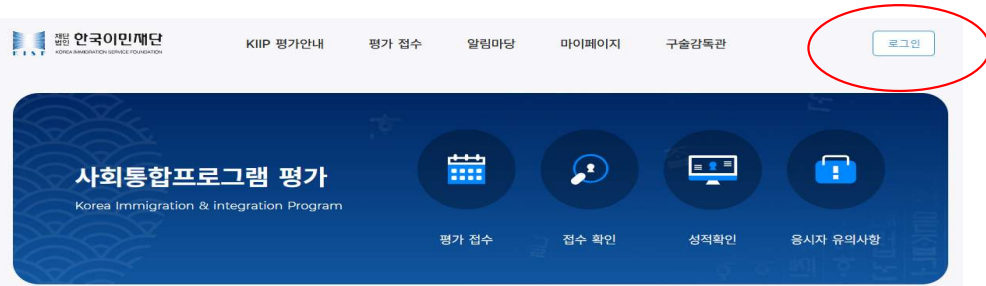 재단법인 한국이민재단
KOREA IMMIGRATION SERVICE FOUNDATION
KISF
KIIP 평가안내 평가 접수 알림마당 마이페이지 구술감독관 로그인
사회통합프로그램 평가
Korea Immigration & integration Program
평가 접수 접수 확인 성적확인 응시자 유의사항